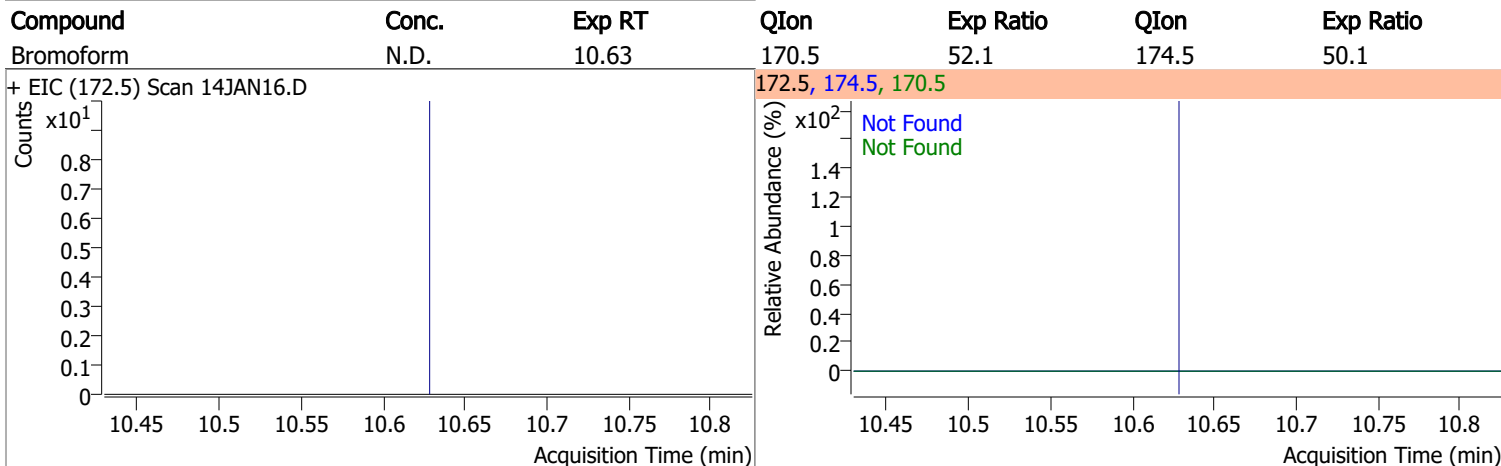 Compound Conc. Exp RT QIon Exp Ratio QIon Exp Ratio
Bromoform N.D. 10.63 170.5 52.1 174.5 50.1
+ EIC (172.5) Scan 14JAN16.D
Counts
x10^1
0.8
0.7
0.6
0.5
0.4
0.3
0.2
0.1
0
10.45 10.5 10.55 10.6 10.65 10.7 10.75 10.8
Acquisition Time (min)
172.5, 174.5, 170.5
Relative Abundance (%)
x10^2
Not Found
Not Found
1.4
1.2
1
0.8
0.6
0.4
0.2
0
10.45 10.5 10.55 10.6 10.65 10.7 10.75 10.8
Acquisition Time (min)